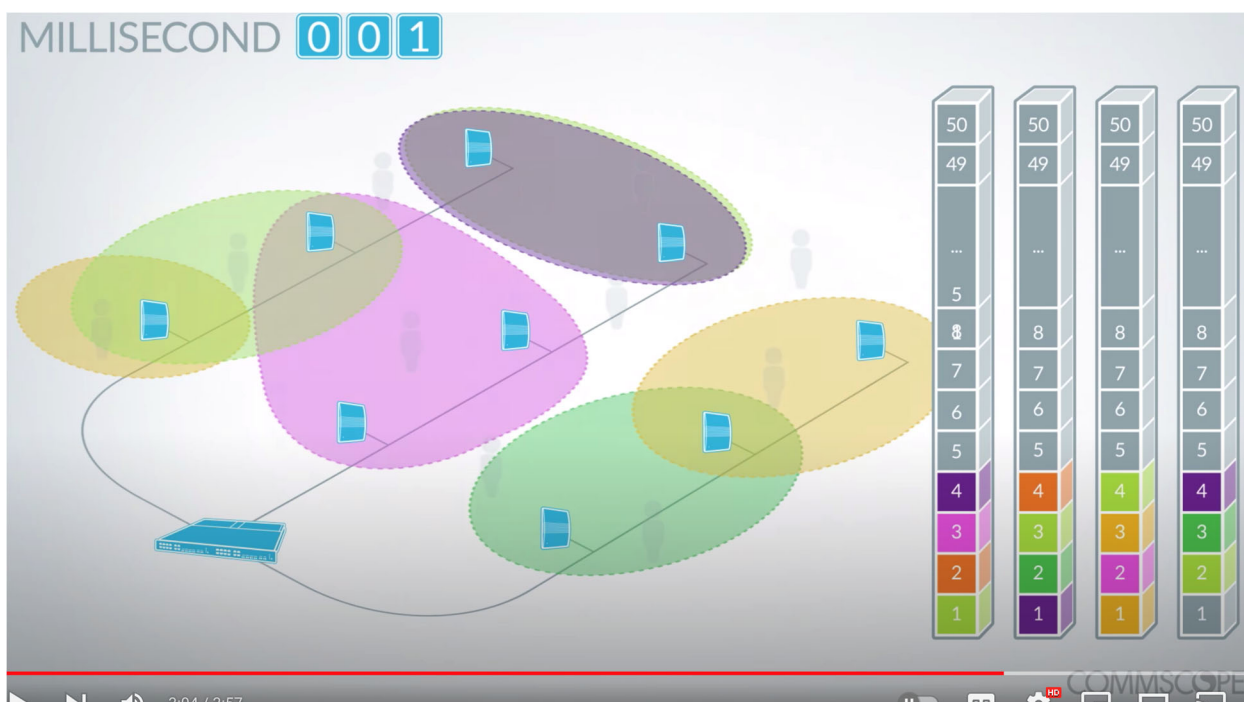 MILLISECOND 001
50 50 50 50
49 49 49 49
... ... ... ...
5
8 8 8
7 7 7 7
6 6 6 6
5 5 5 5
4 4 4 4
3 3 3 3
2 2 2 2
1 1 1 1
COMMSCOPE
HD